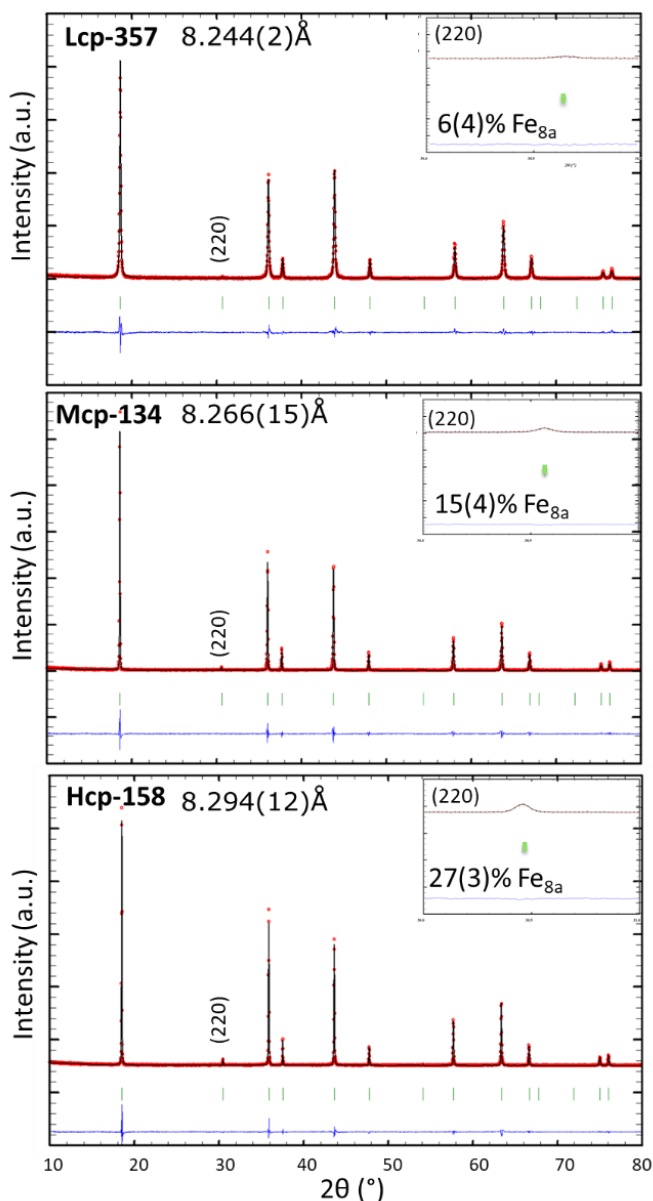 Lcp-357 8.244(2)Å
(220)
6(4)% Fe8a
(220)
Intensity (a.u.)
Mcp-134 8.266(15)Å
(220)
15(4)% Fe8a
(220)
Intensity (a.u.)
Hcp-158 8.294(12)Å
(220)
27(3)% Fe8a
(220)
Intensity (a.u.)
10 20 30 40 50 60 70 80
2θ (°)